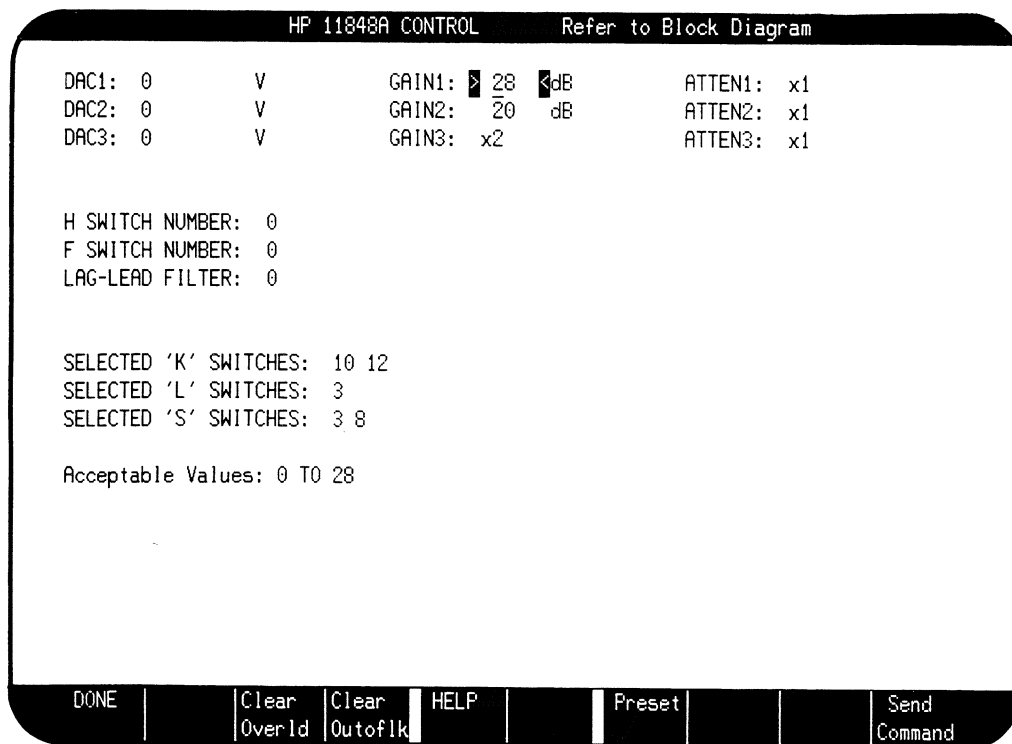 HP 11848A CONTROL Refer to Block Diagram
DAC1: 0 V GAIN1: > 28 <dB ATTEN1: x1
DAC2: 0 V GAIN2: 20 dB ATTEN2: x1
DAC3: 0 V GAIN3: x2 ATTEN3: x1
H SWITCH NUMBER: 0
F SWITCH NUMBER: 0
LAG-LEAD FILTER: 0
SELECTED 'K' SWITCHES: 10 12
SELECTED 'L' SWITCHES: 3
SELECTED 'S' SWITCHES: 3 8
Acceptable Values: 0 TO 28
DONE Clear Clear HELP Preset Send
Overld Outoflk Command